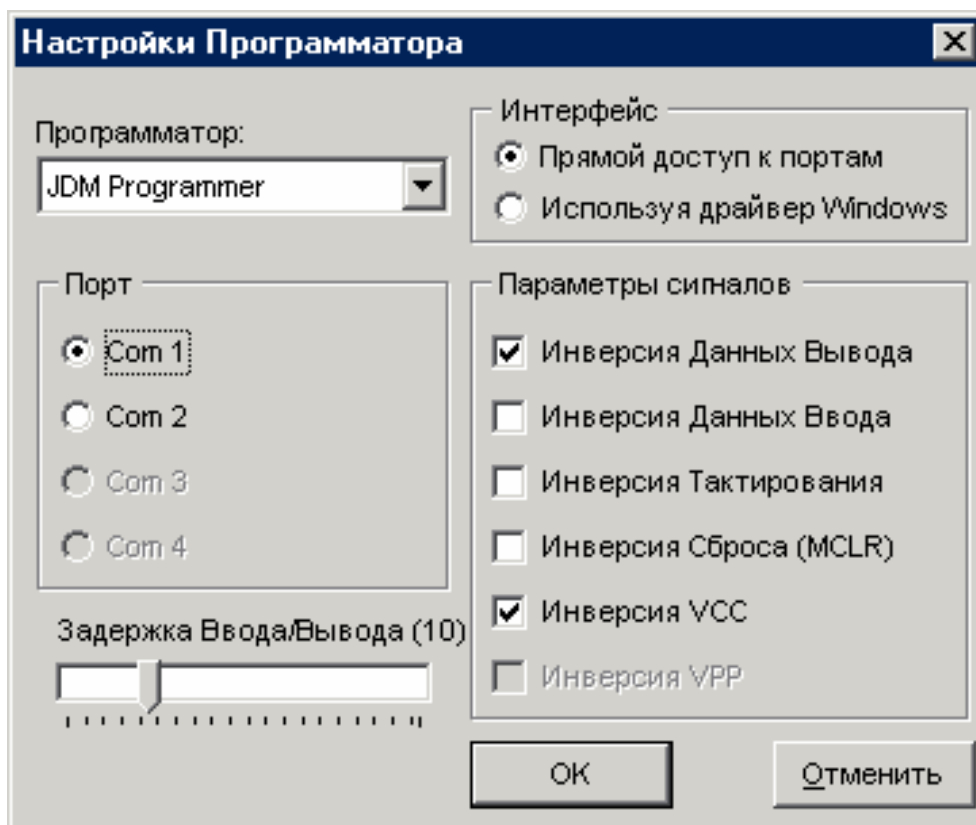 Настройки Программатора
Программатор:
JDM Programmer
Интерфейс
Прямой доступ к портам
Используя драйвер Windows
Порт
Com 1
Com 2
Com 3
Com 4
Параметры сигналов
Инверсия Данных Вывода
Инверсия Данных Ввода
Инверсия Тактирования
Инверсия Сброса (MCLR)
Инверсия VCC
Инверсия VPP
Задержка Ввода/Вывода (10)
OK
Отменить